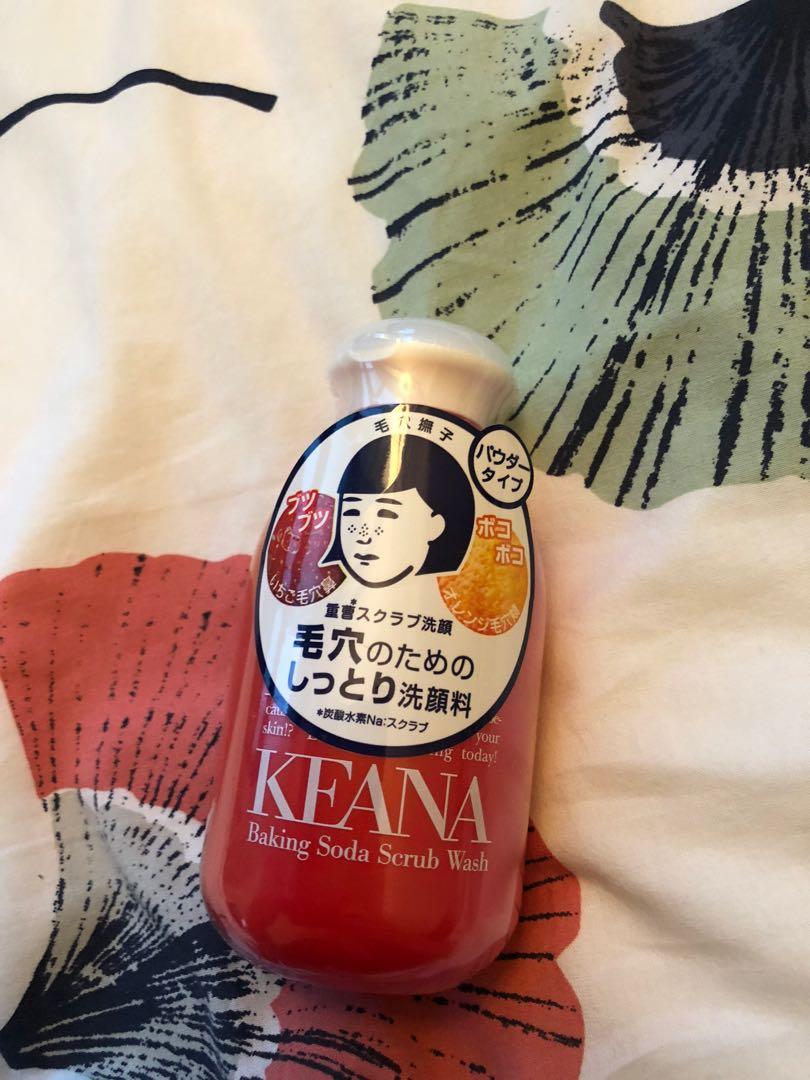 毛穴撫子
パウダー
タイプ
ブツ
ブツ
いちご毛穴鼻
ボコ
ボコ
オレンジ毛穴頬
重曹*スクラブ洗顔
毛穴のための
しっとり洗顔料
*炭酸水素Na:スクラブ
your
skin!?
today!
KEANA
Baking Soda Scrub Wash